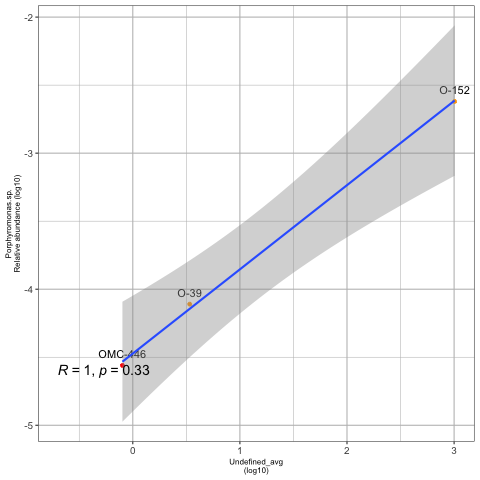 -2
-3
-4
-5
Porphyromonas.sp.
Relative abundance (log10)
O-152
O-39
OMC-446
R = 1, p = 0.33
0
1
2
3
Undefined_avg
(log10)